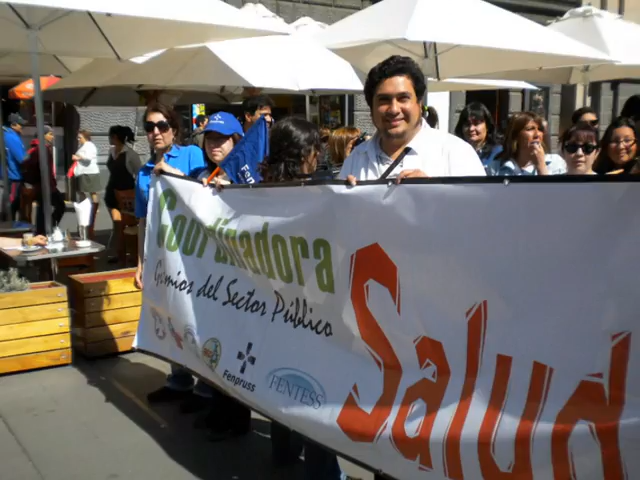 Coordinadora
Gremios del Sector Público
Salud
Fenpruss
FENTESS